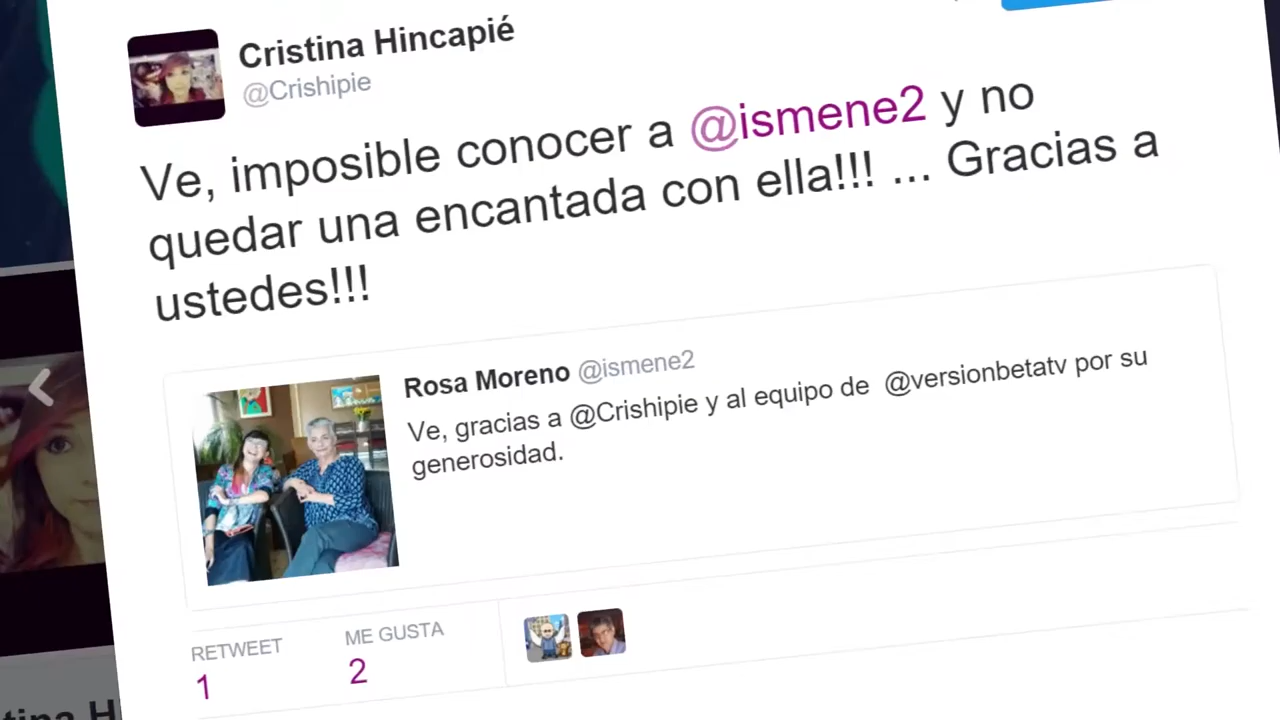 Cristina Hincapié
@Crishipie
Ve, imposible conocer a @ismene2 y no
quedar una encantada con ella!!! ... Gracias a
ustedes!!!
Rosa Moreno @ismene2
Ve, gracias a @Crishipie y al equipo de @versionbetatv por su
generosidad.
RETWEET
ME GUSTA
1
2